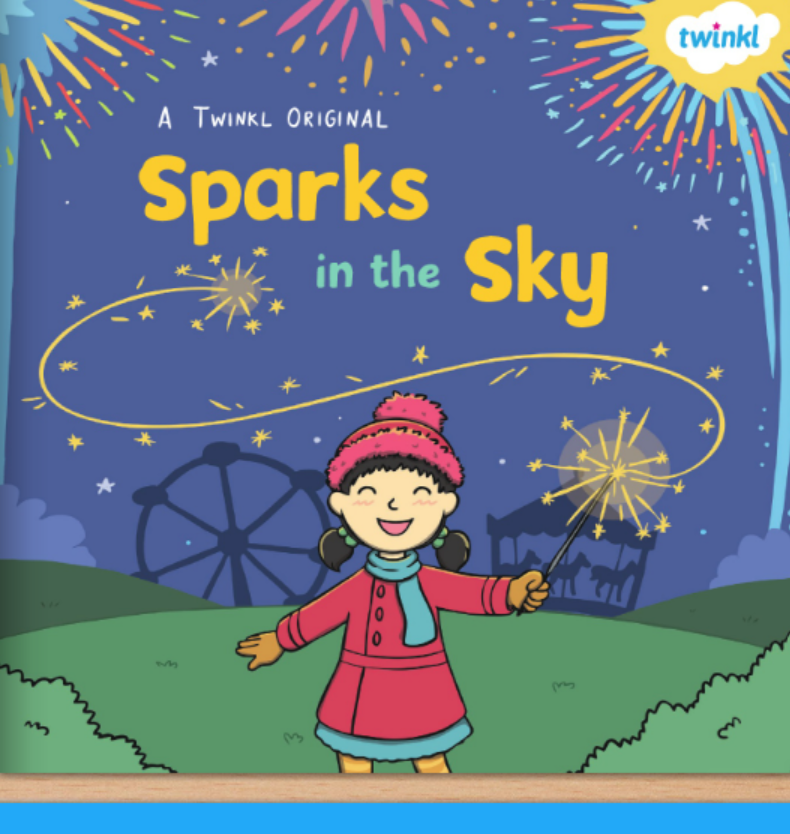 twinkl
A TWINKL ORIGINAL
Sparks
in the Sky